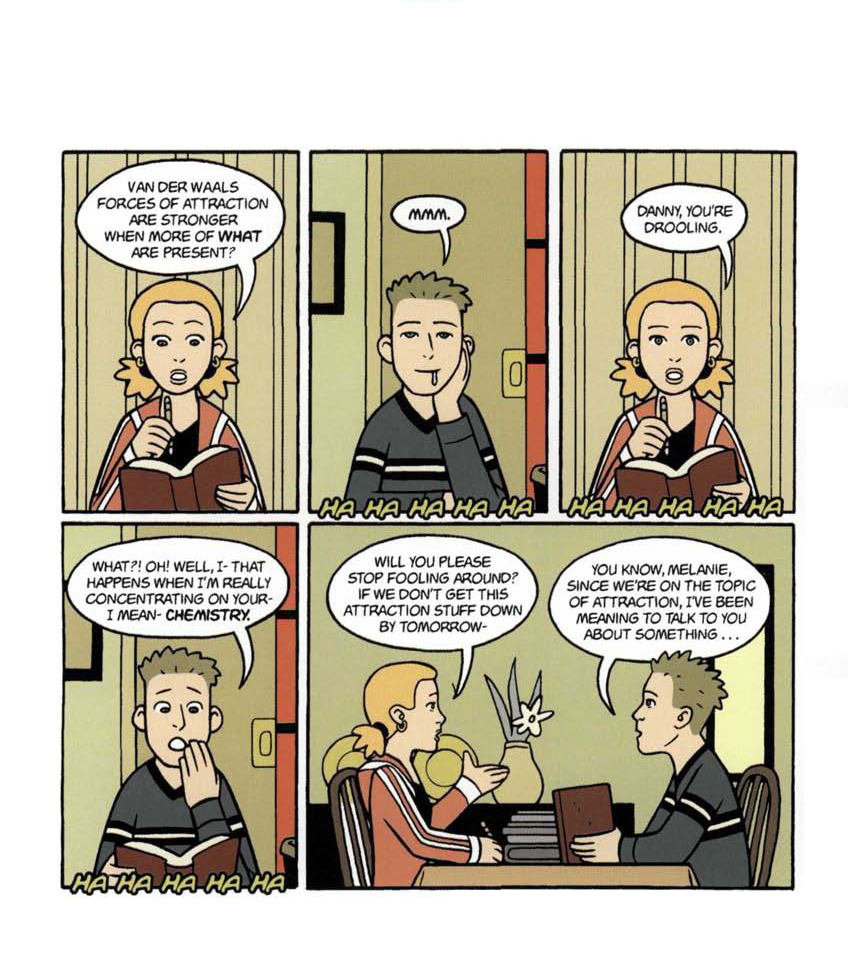 VAN DER WAALS
FORCES OF ATTRACTION
ARE STRONGER
WHEN MORE OF WHAT
ARE PRESENT?
MMM.
HA HA HA HA HA
DANNY, YOU'RE
DROOLING.
HA HA HA HA HA
WHAT?! OH! WELL, I- THAT
HAPPENS WHEN I'M REALLY
CONCENTRATING ON YOUR-
I MEAN- CHEMISTRY.
HA HA HA HA HA
WILL YOU PLEASE
STOP FOOLING AROUND?
IF WE DON'T GET THIS
ATTRACTION STUFF DOWN
BY TOMORROW-
YOU KNOW, MELANIE,
SINCE WE'RE ON THE TOPIC
OF ATTRACTION, I'VE BEEN
MEANING TO TALK TO YOU
ABOUT SOMETHING . . .